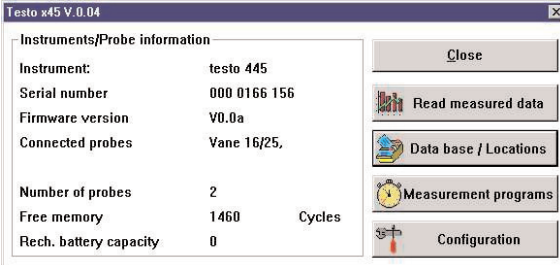 Testo x45 V.0.04
Instruments/Probe information
Instrument: testo 445
Serial number 000 0166 156
Firmware version V0.0a
Connected probes Vane 16/25,
Number of probes 2
Free memory 1460 Cycles
Rech. battery capacity 0
Close
Read measured data
Data base / Locations
Measurement programs
Configuration